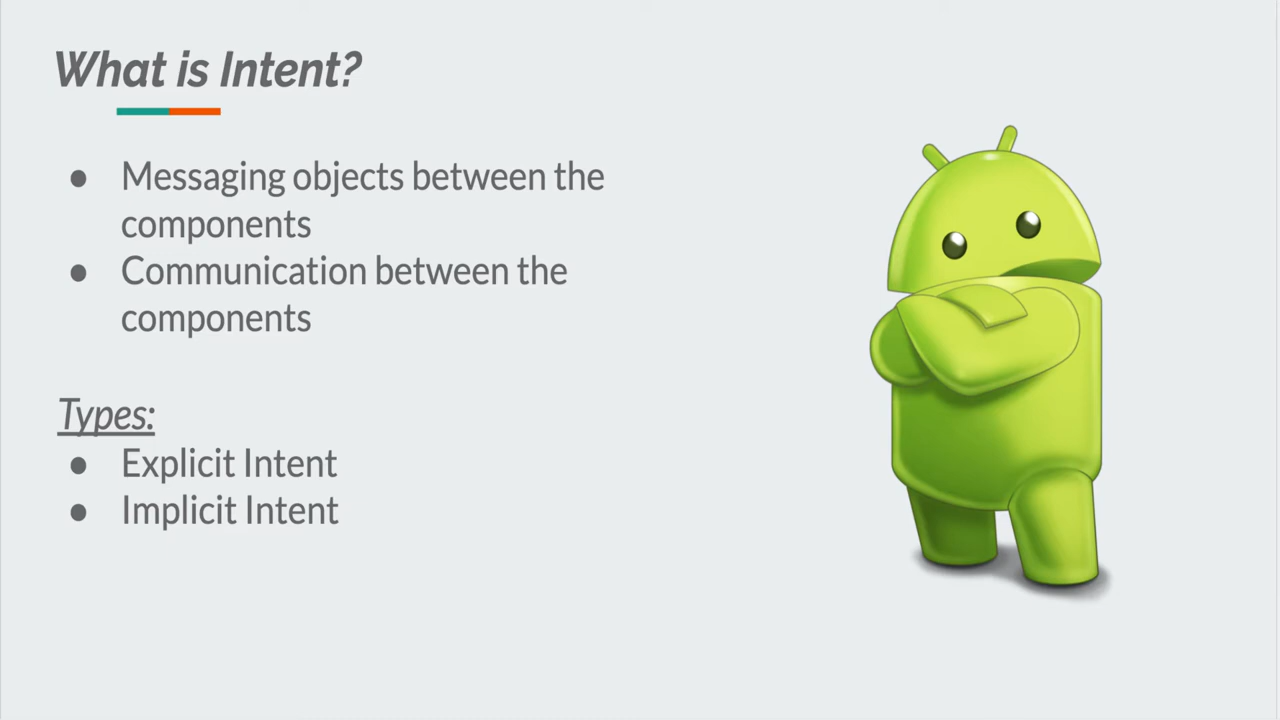 What is Intent?
● Messaging objects between the
components
● Communication between the
components
Types:
● Explicit Intent
● Implicit Intent